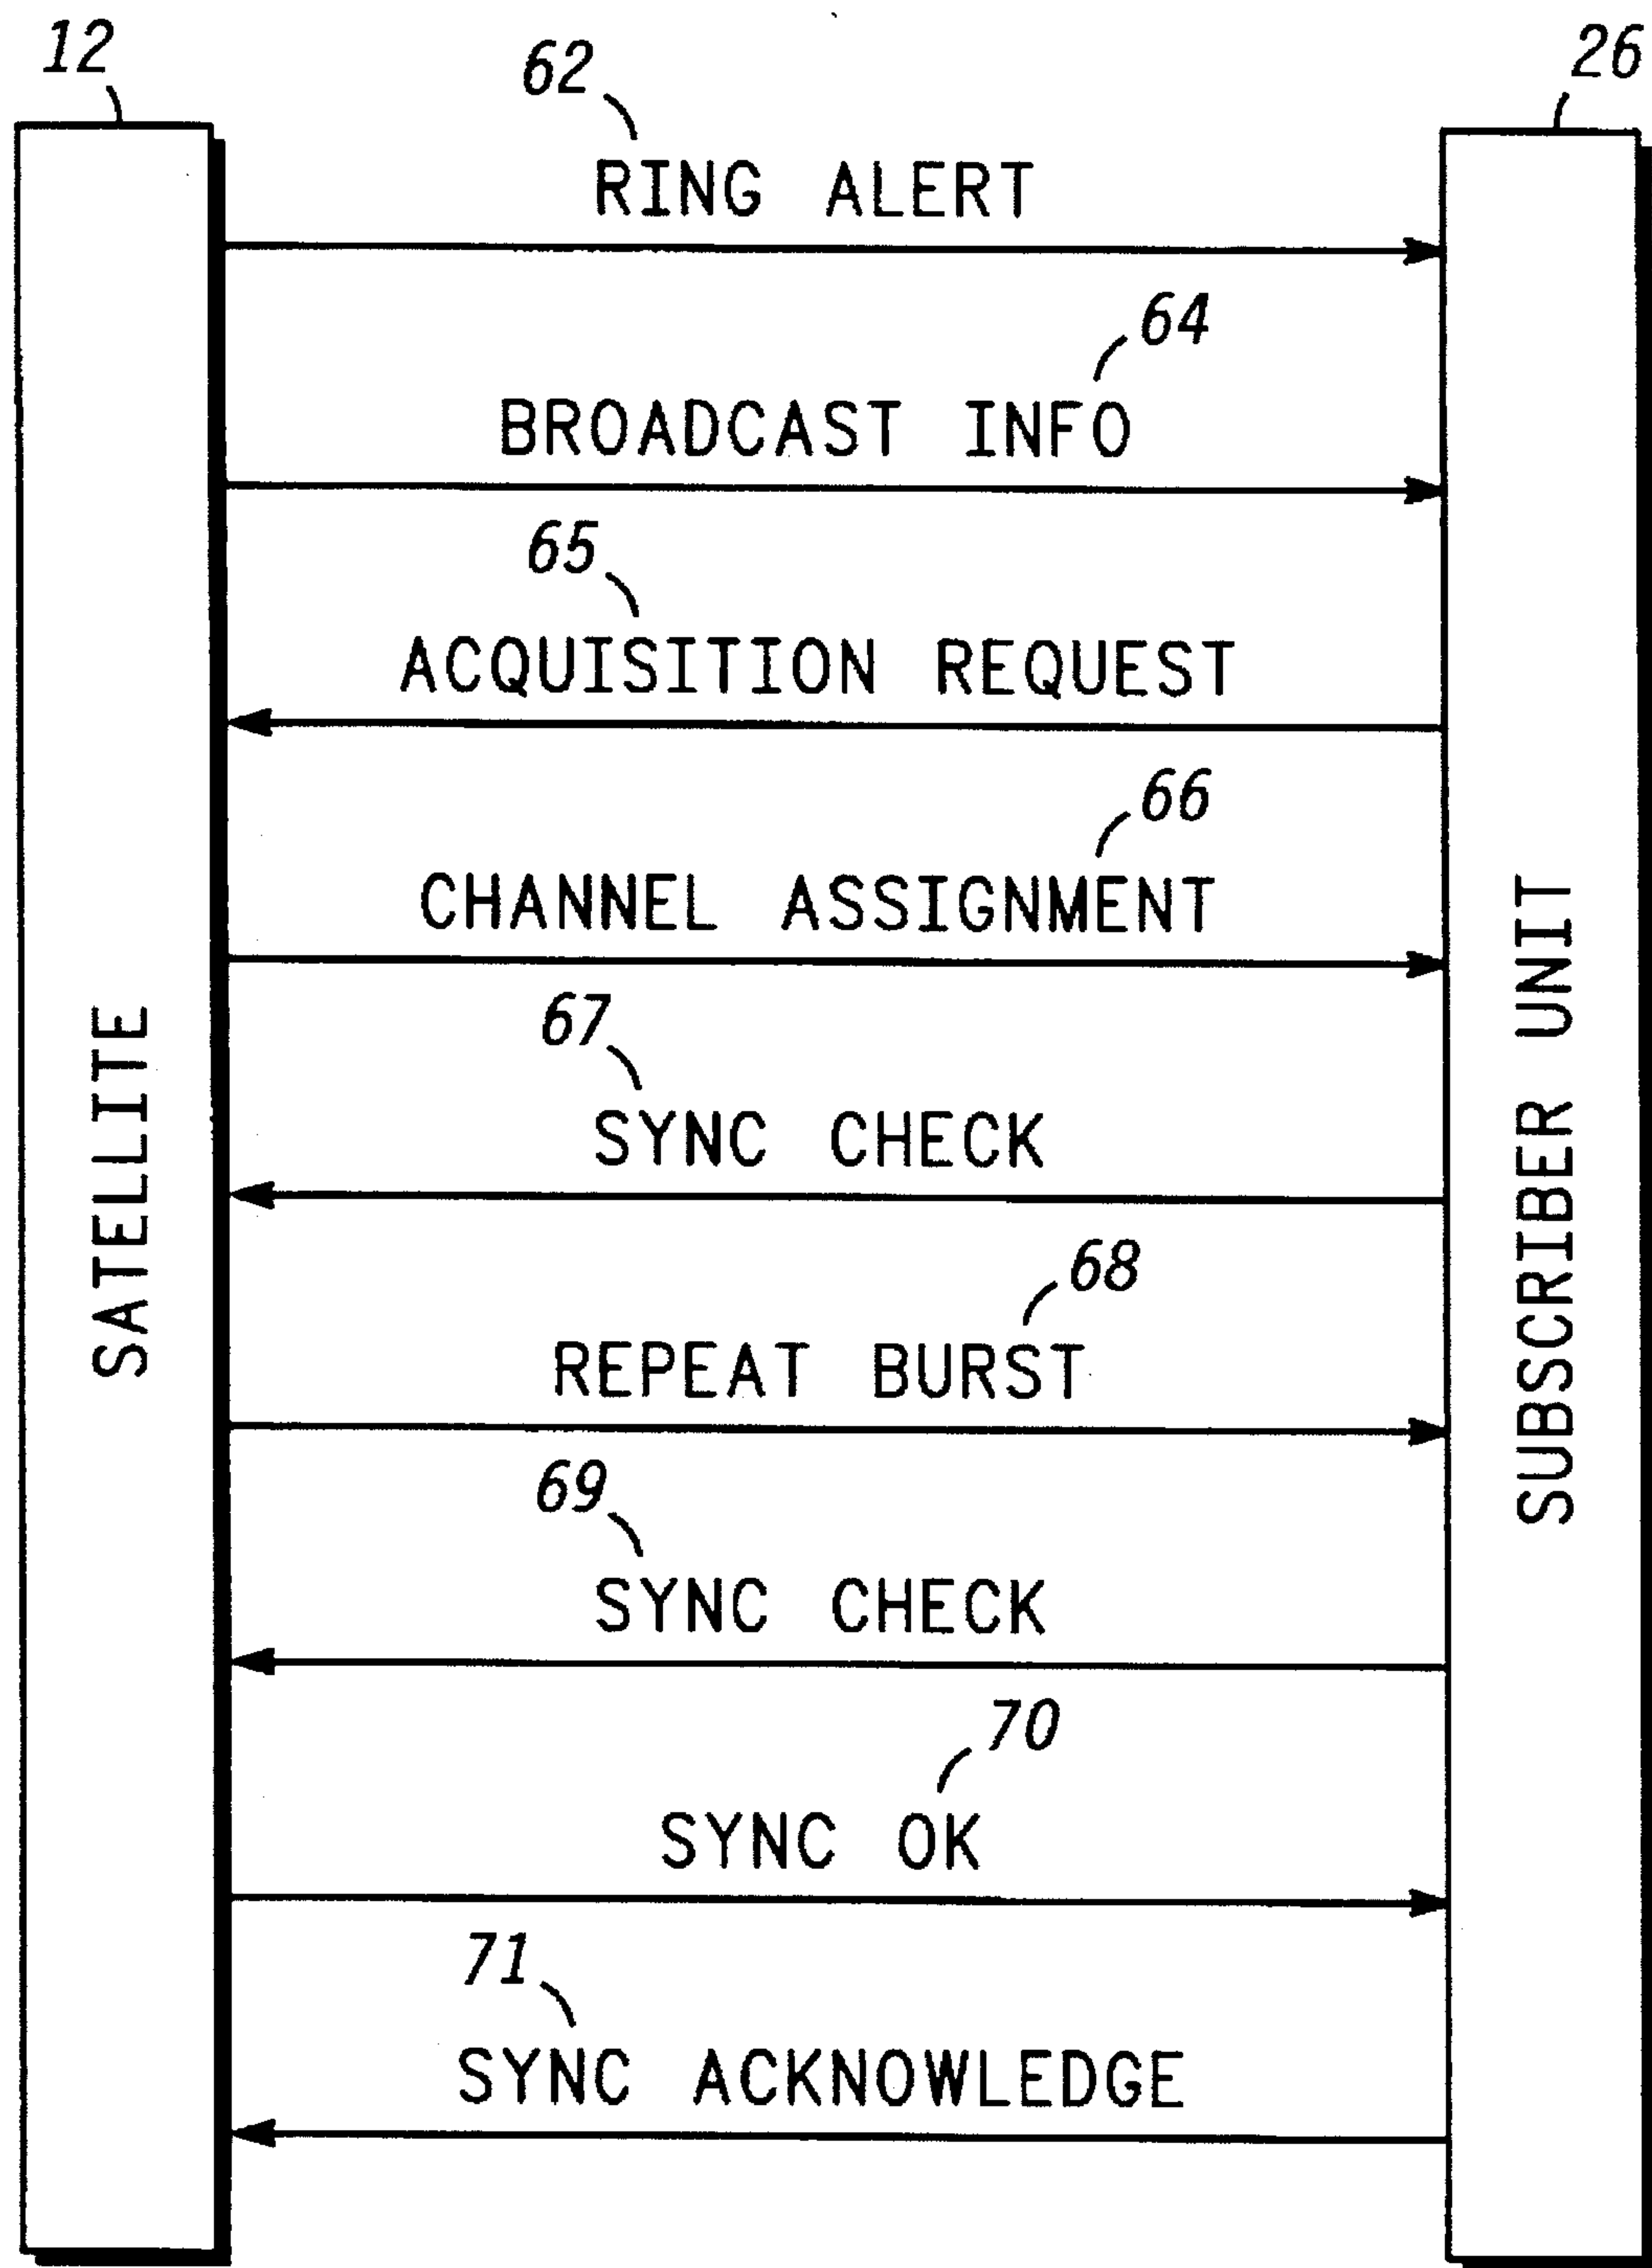 12
62
26
RING ALERT
64
BROADCAST INFO
65
ACQUISITION REQUEST
66
CHANNEL ASSIGNMENT
67
SYNC CHECK
68
REPEAT BURST
69
SYNC CHECK
70
SYNC OK
71
SYNC ACKNOWLEDGE
SATELLITE
SUBSCRIBER UNIT